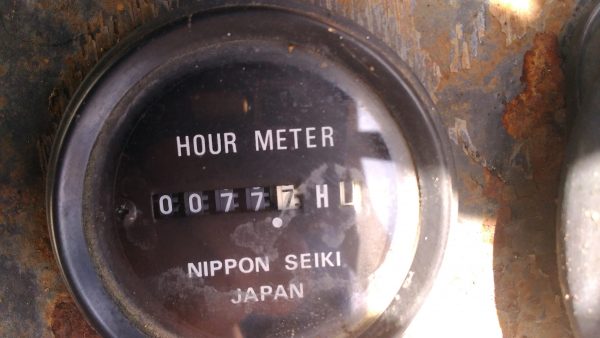 HOUR METER
00777 H
NIPPON SEIKI
JAPAN